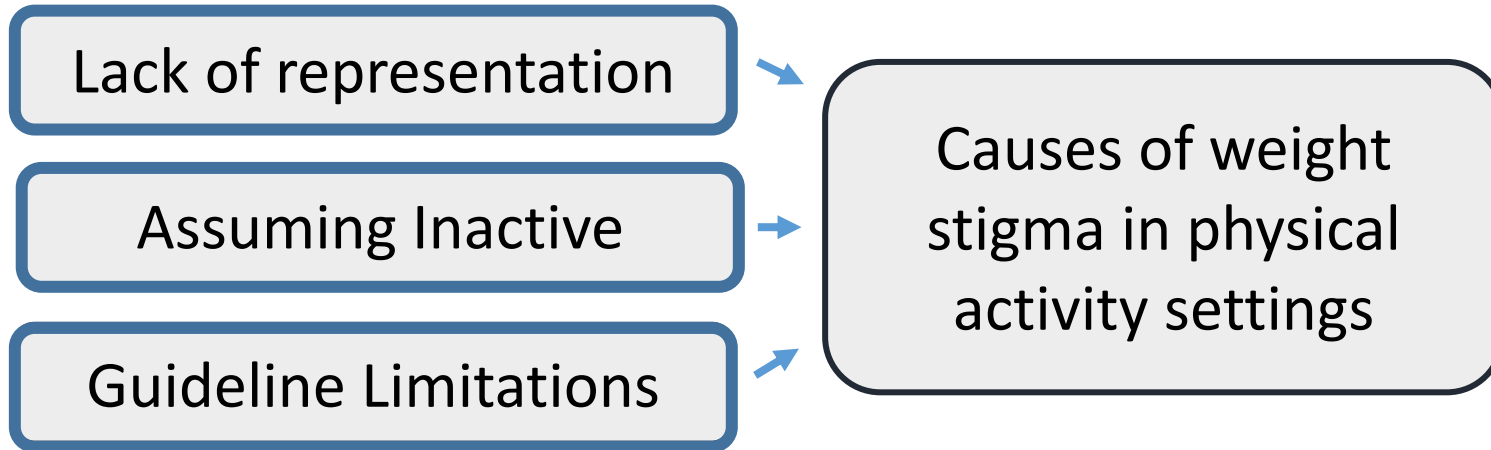 Lack of representation
Assuming Inactive
Guideline Limitations
Causes of weight
stigma in physical
activity settings